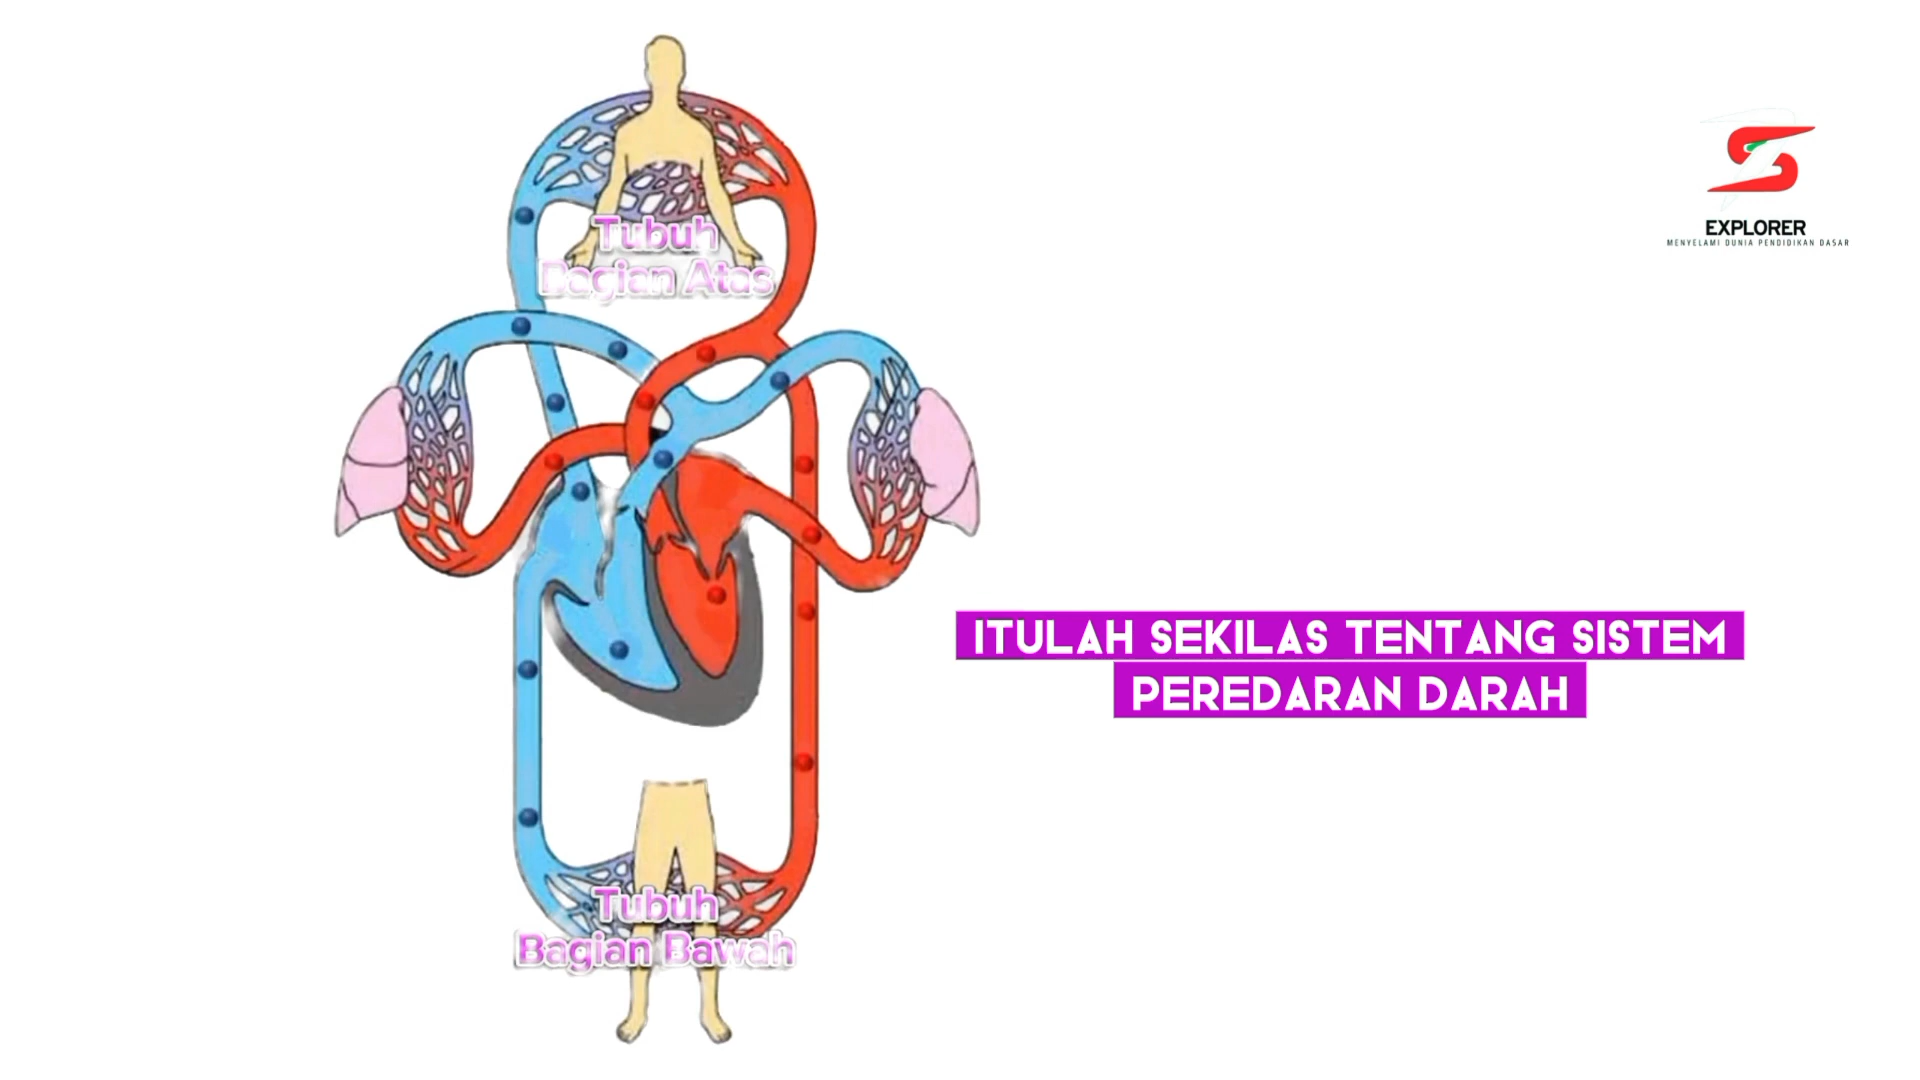 Tubuh
Bagian Atas
EXPLORER
MENYELAMI DUNIA PENDIDIKAN DASAR
ITULAH SEKILAS TENTANG SISTEM
PEREDARAN DARAH
Tubuh
Bagian Bawah